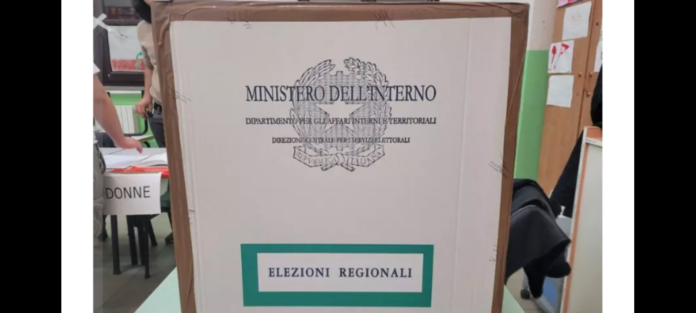 MINISTERO DELL'INTERNO
DIPARTIMENTO PER GLI AFFARI INTERNI E TERRITORIALI
DIREZIONE CENTRALE PER I SERVIZI ELETTORALI
DONNE
ELEZIONI REGIONALI